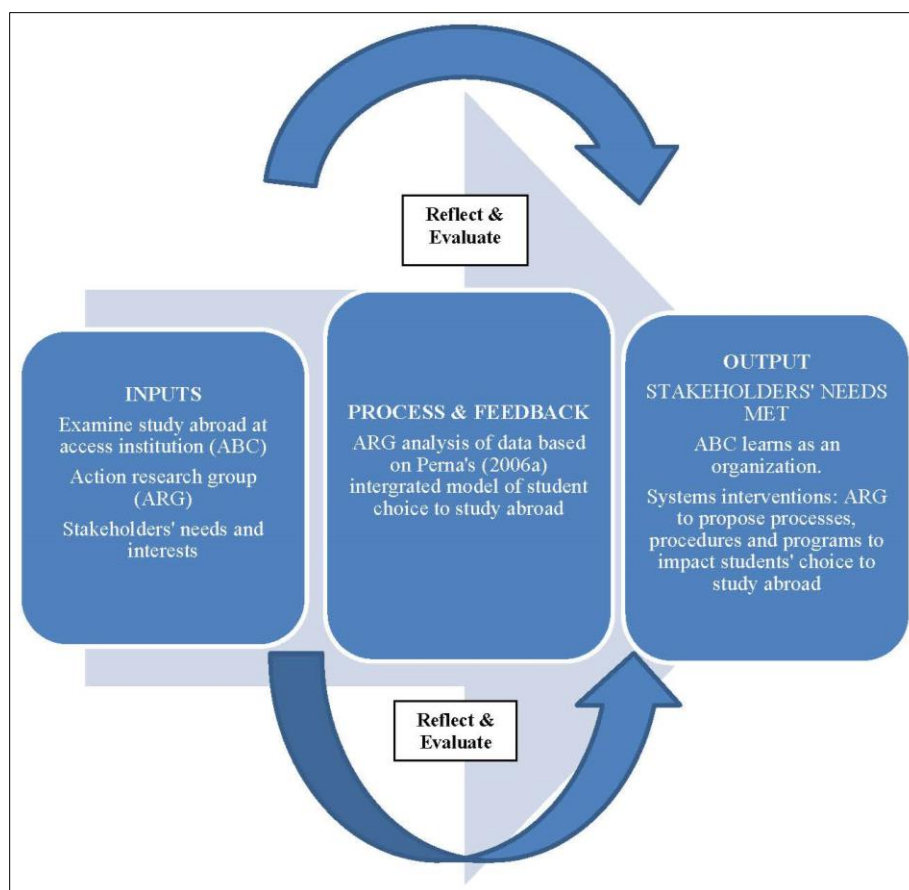 Reflect &
Evaluate
INPUTS
Examine study abroad at
access institution (ABC)
Action research group
(ARG)
Stakeholders' needs and
interests
PROCESS & FEEDBACK
ARG analysis of data based
on Perna's (2006a)
intergrated model of student
choice to study abroad
OUTPUT
STAKEHOLDERS' NEEDS
MET
ABC learns as an
organization.
Systems interventions: ARG
to propose processes,
procedures and programs to
impact students' choice to
study abroad
Reflect &
Evaluate